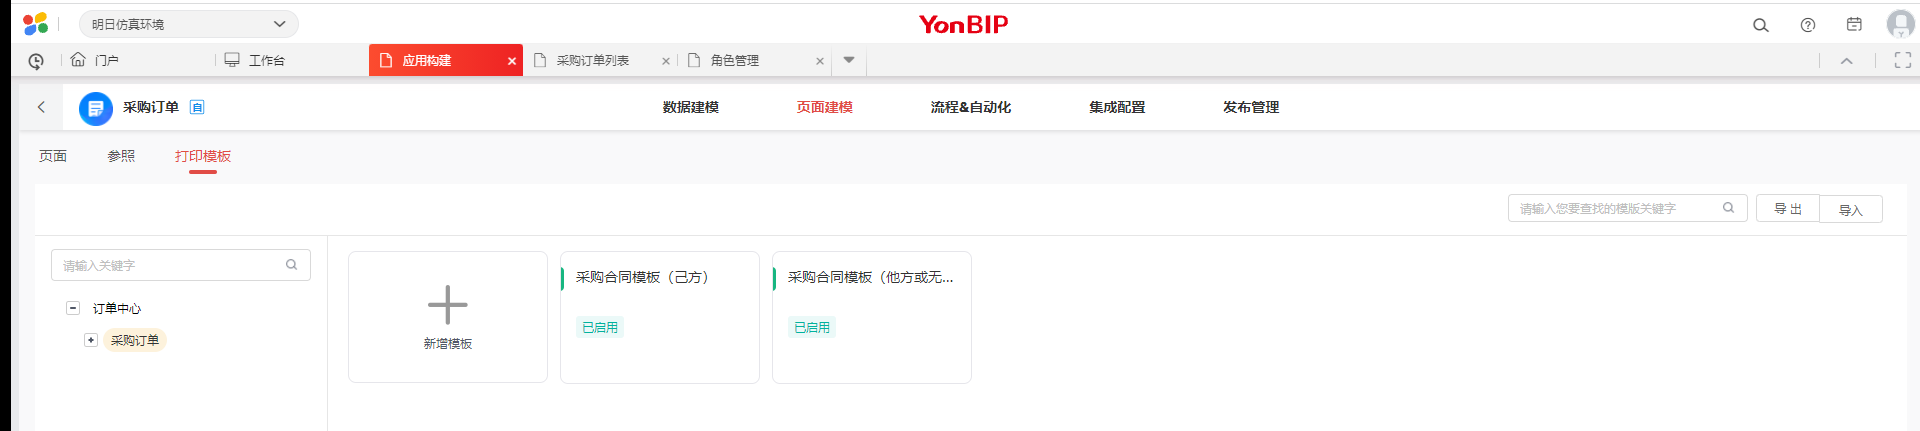 明日仿真环境
YonBIP
门户
工作台
应用构建
采购订单列表
角色管理
采购订单 自
数据建模
页面建模
流程&自动化
集成配置
发布管理
页面
参照
打印模板
请输入您要查找的模版关键字
导出
导入
请输入关键字
订单中心
采购订单
新增模板
采购合同模板（己方）
已启用
采购合同模板（他方或无...
已启用